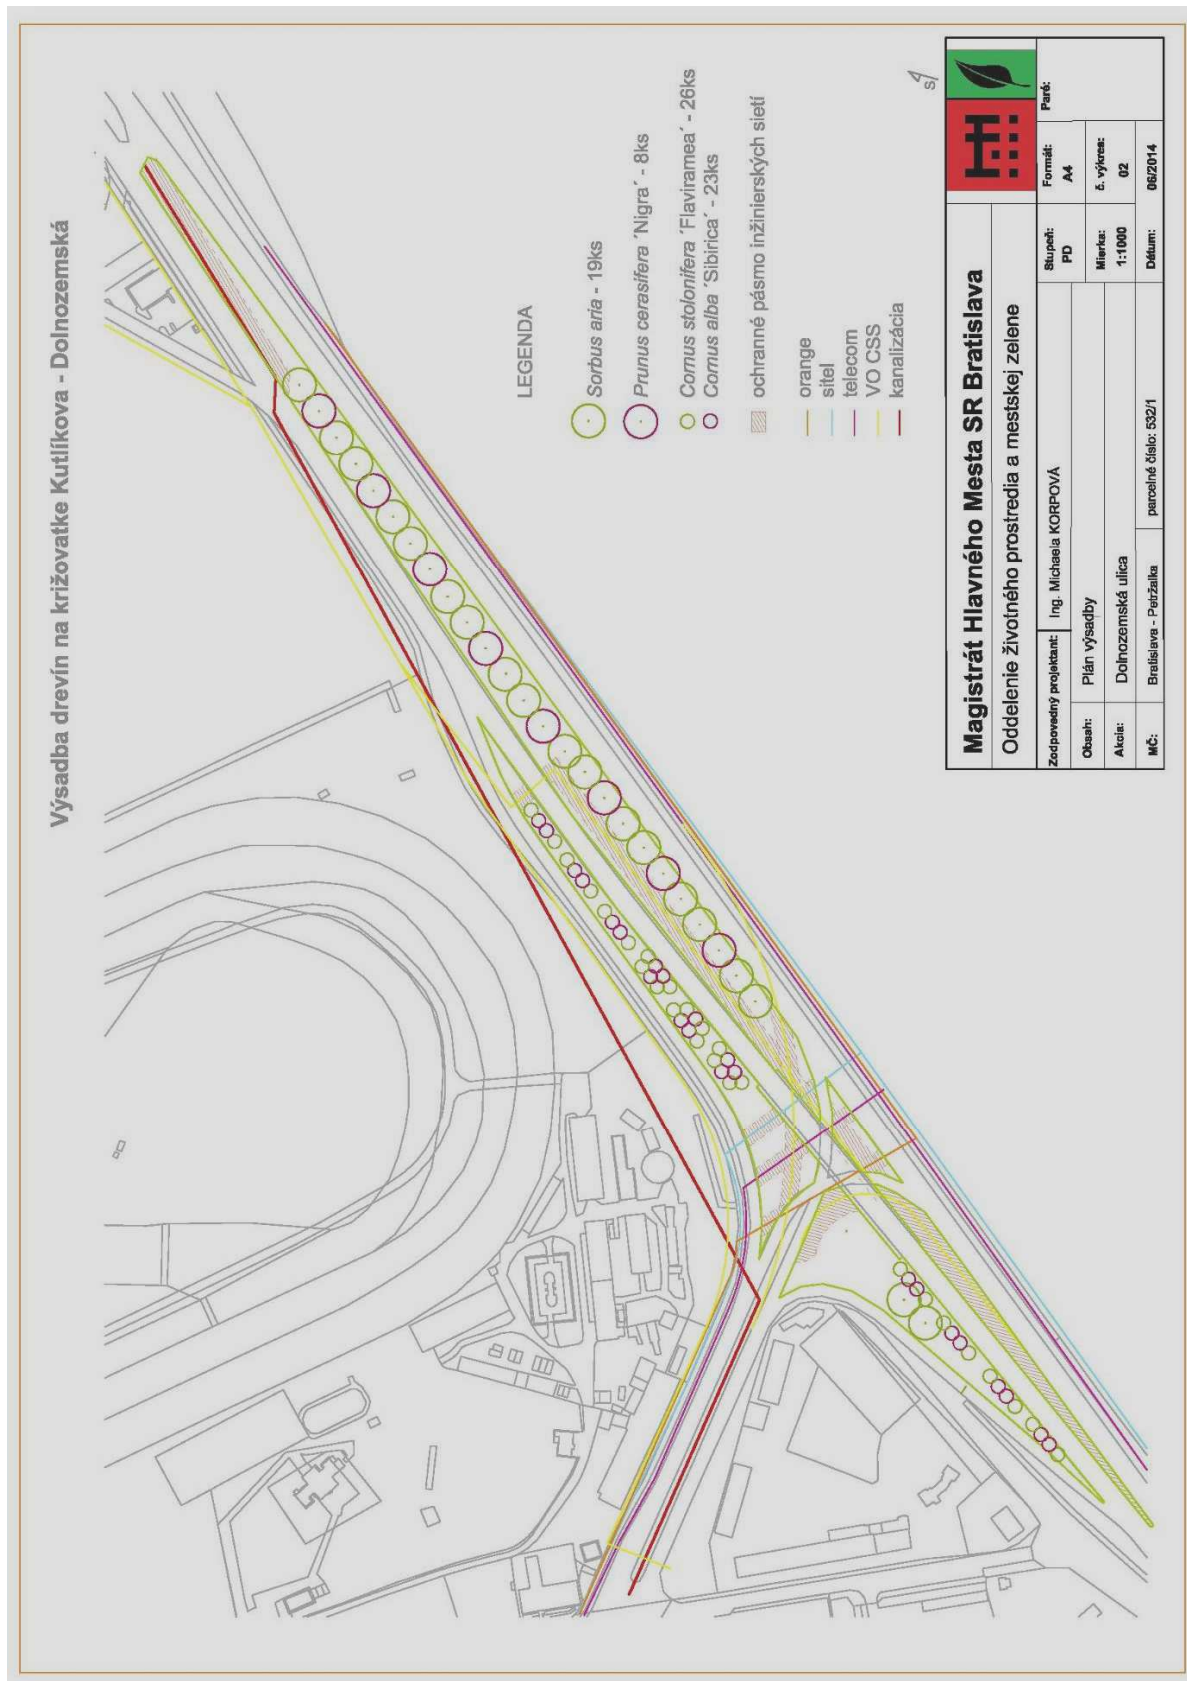 Výsadba drevín na križovatke Kutlíkova - Dolnozemská
LEGENDA
Sorbus aria - 19ks
Prunus cerasifera ´Nigra´ - 8ks
Cornus stolonifera ´Flaviramea´ - 26ks
Cornus alba ´Sibirica´ - 23ks
ochranné pásmo inžinierských sietí
orange
sitel
telecom
VO CSS
kanalizácia
S
Magistrát Hlavného Mesta SR Bratislava
Oddelenie životného prostredia a mestskej zelene
Zodpovedný projektant: Ing. Michaela KORPOVÁ
Stupeň: PD
Formát: A4
Paré:
Obsah: Plán výsadby
Mierka: 1:1000
č. výkres: 02
Akcia: Dolnozemská ulica
MČ: Bratislava - Petržalka
parcelné číslo: 532/1
Dátum: 06/2014